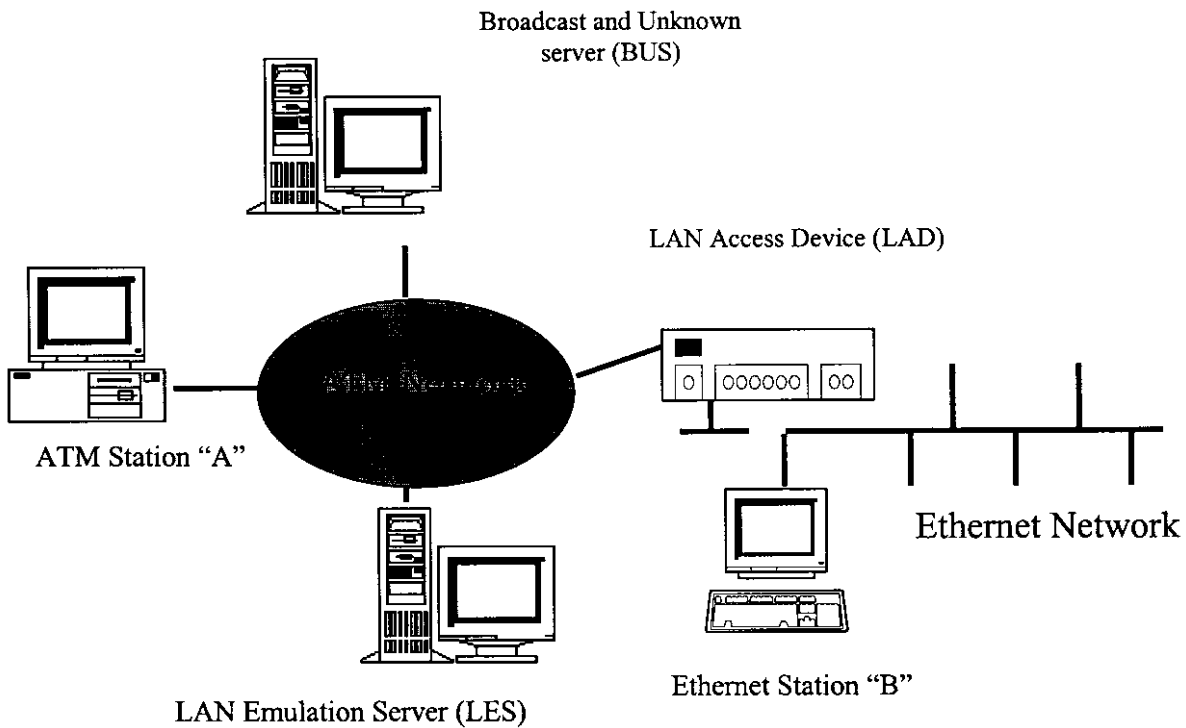 Broadcast and Unknown
server (BUS)
LAN Access Device (LAD)
ATM Station “A”
Ethernet Network
Ethernet Station “B”
LAN Emulation Server (LES)